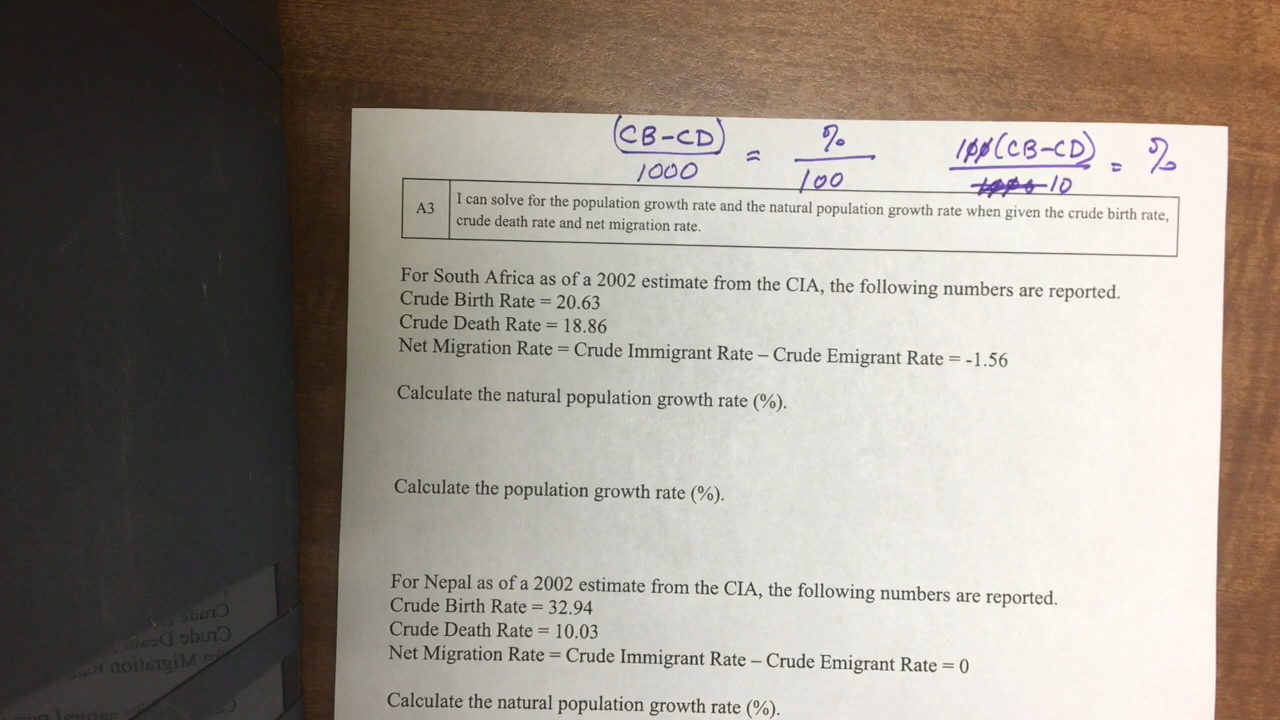 (CB-CD) / 1000 = % / 100
100(CB-CD) / 1000 10 = %
A3 I can solve for the population growth rate and the natural population growth rate when given the crude birth rate,
crude death rate and net migration rate.
For South Africa as of a 2002 estimate from the CIA, the following numbers are reported.
Crude Birth Rate = 20.63
Crude Death Rate = 18.86
Net Migration Rate = Crude Immigrant Rate – Crude Emigrant Rate = -1.56
Calculate the natural population growth rate (%).
Calculate the population growth rate (%).
For Nepal as of a 2002 estimate from the CIA, the following numbers are reported.
Crude Birth Rate = 32.94
Crude Death Rate = 10.03
Net Migration Rate = Crude Immigrant Rate – Crude Emigrant Rate = 0
Calculate the natural population growth rate (%).
Crude
Crude
Migration